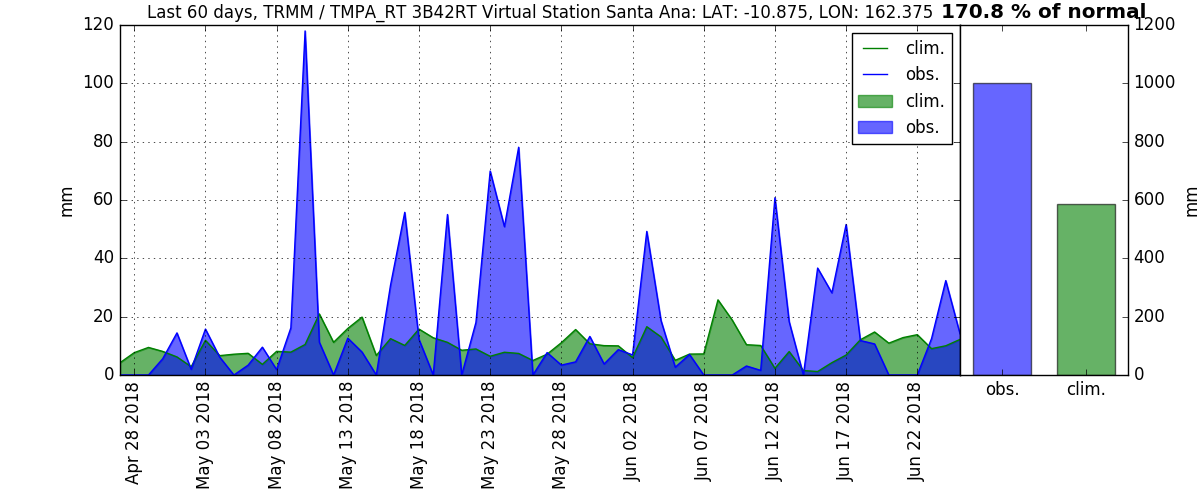 Last 60 days, TRMM / TMPA_RT 3B42RT Virtual Station Santa Ana: LAT: -10.875, LON: 162.375 170.8 % of normal
120
100
80
60
40
20
0
mm
clim.
obs.
clim.
obs.
1200
1000
800
600
400
200
0
mm
obs. clim.
Apr 28 2018
May 03 2018
May 08 2018
May 13 2018
May 18 2018
May 23 2018
May 28 2018
Jun 02 2018
Jun 07 2018
Jun 12 2018
Jun 17 2018
Jun 22 2018